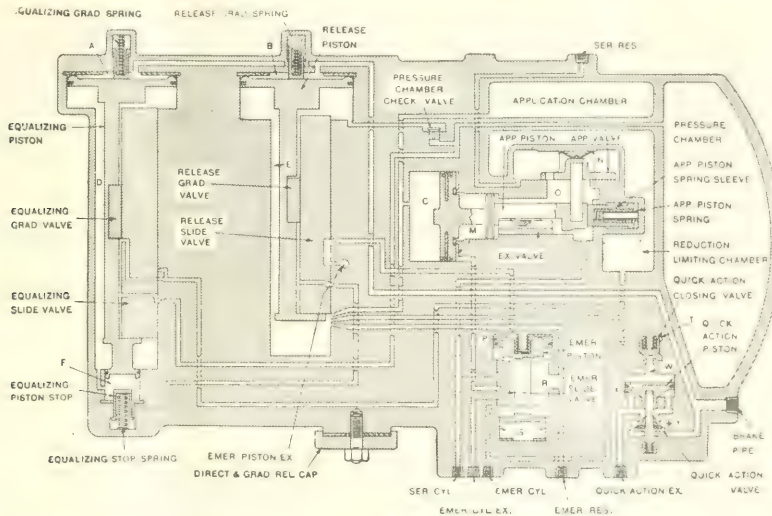 EQUALIZING GRAD SPRING
RELEASE GRAD SPRING
RELEASE
PISTON
A
B
SER RES
PRESSURE
CHAMBER
CHECK VALVE
APPLICATION CHAMBER
PRESSURE
CHAMBER
EQUALIZING
PISTON
APP PISTON
APP VALVE
APP PISTON
SPRING SLEEVE
E
N
D
RELEASE
GRAD
VALVE
O
C
APP PISTON
SPRING
EQUALIZING
GRAD VALVE
RELEASE
SLIDE
VALVE
M
REDUCTION
LIMITING CHAMBER
EX VALVE
QUICK ACTION
CLOSING VALVE
EQUALIZING
SLIDE VALVE
T
QUICK
ACTION
PISTON
P
EMER
PISTON
W
F
R
EMER
SLIDE
VALVE
EQUALIZING
PISTON STOP
Y
BRAKE
PIPE
EQUALIZING STOP SPRING
EMER PISTON EX
DIRECT & GRAD REL CAP
QUICK ACTION
VALVE
SER CYL
EMER CYL
QUICK ACTION EX.
EMER CYL EX.
EMER RES.